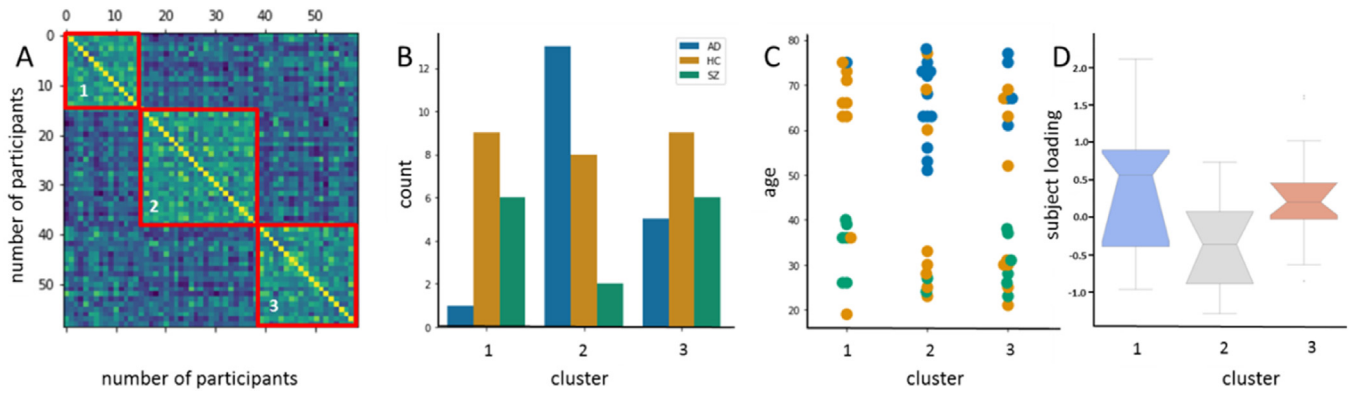 A
0 10 20 30 40 50
0
10
20
30
40
50
number of participants
1
2
3
number of participants
B
AD
HC
SZ
12
10
8
6
4
2
0
count
1 2 3
cluster
C
80
70
60
50
40
30
20
age
1 2 3
cluster
D
2.0
1.5
1.0
0.5
0.0
-0.5
-1.0
subject loading
1 2 3
cluster